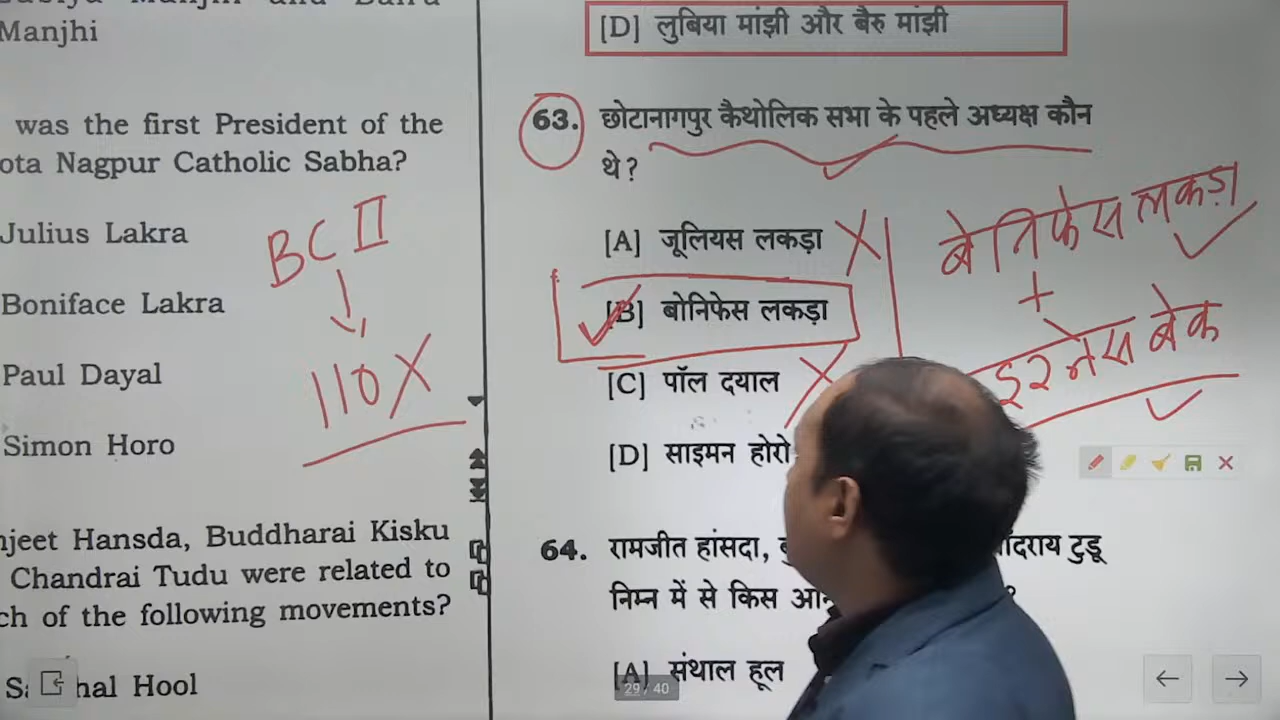 Manjhi
was the first President of the
ota Nagpur Catholic Sabha?
Julius Lakra
Boniface Lakra
Paul Dayal
Simon Horo
BC II
110X
njeet Hansda, Buddharai Kisku
Chandrai Tudu were related to
ch of the following movements?
hal Hool
[D] लुबिया मांझी और बैरु मांझी
63. छोटानागपुर कैथोलिक सभा के पहले अध्यक्ष कौन
थे?
[A] जूलियस लकड़ा
[B] बोनिफेस लकड़ा
[C] पॉल दयाल
[D] साइमन होरो
बेनिफेस लकड़ा
+
इग्नेस बेक
64. रामजीत हांसदा, टुडू
निम्न में से किस
[A] संथाल हूल
29 / 40